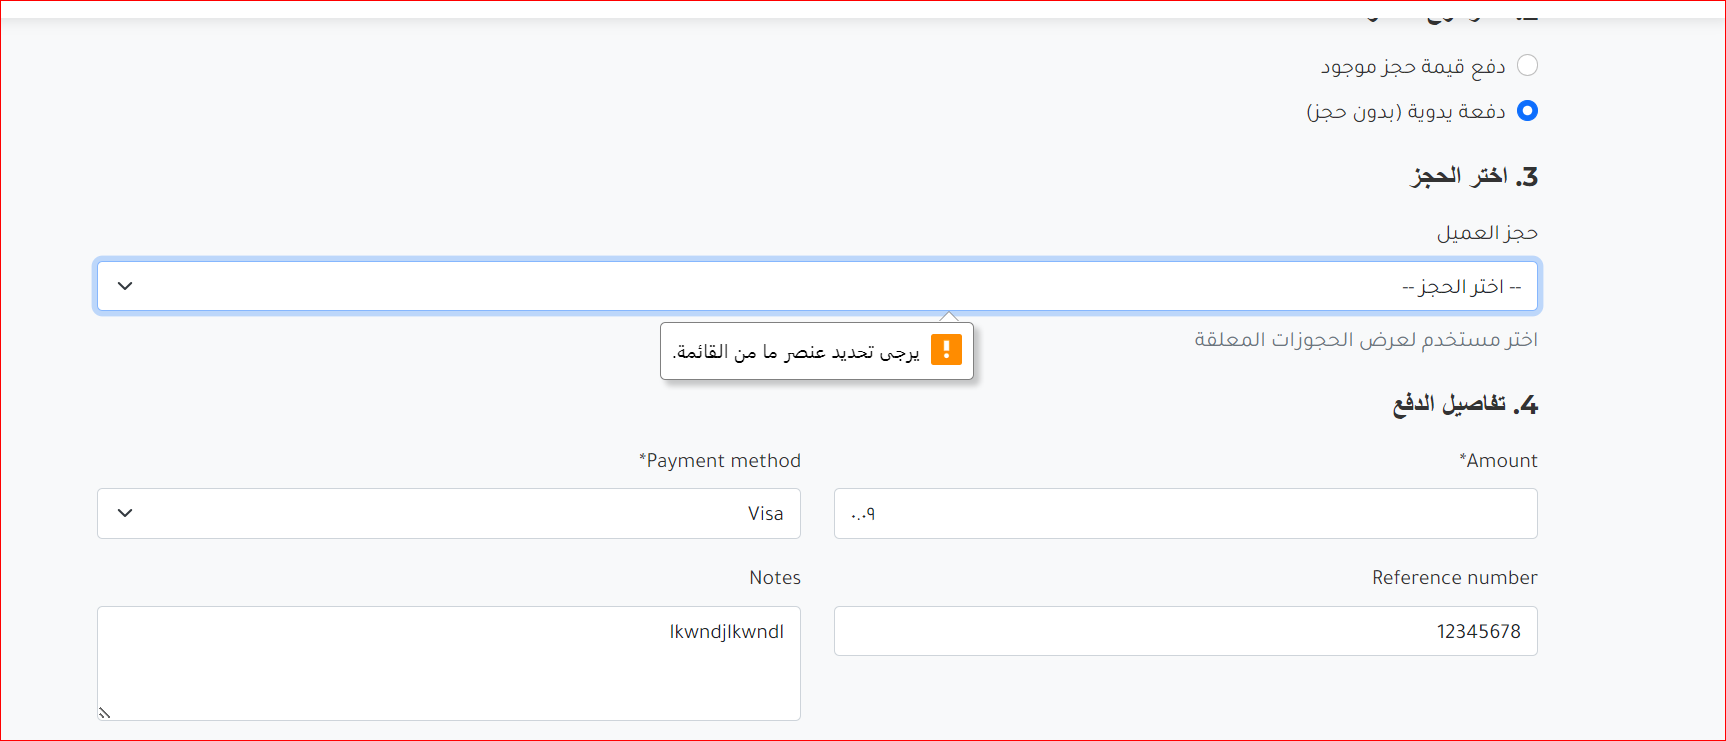 دفع قيمة حجز موجود
دفعة يدوية (بدون حجز)
3. اختر الحجز
حجز العميل
-- اختر الحجز --
يرجى تحديد عنصر ما من القائمة.
اختر مستخدم لعرض الحجوزات المعلقة
4. تفاصيل الدفع
Amount*
Payment method*
٠.٠٩
Visa
Reference number
Notes
12345678
lkwndjlkwndl